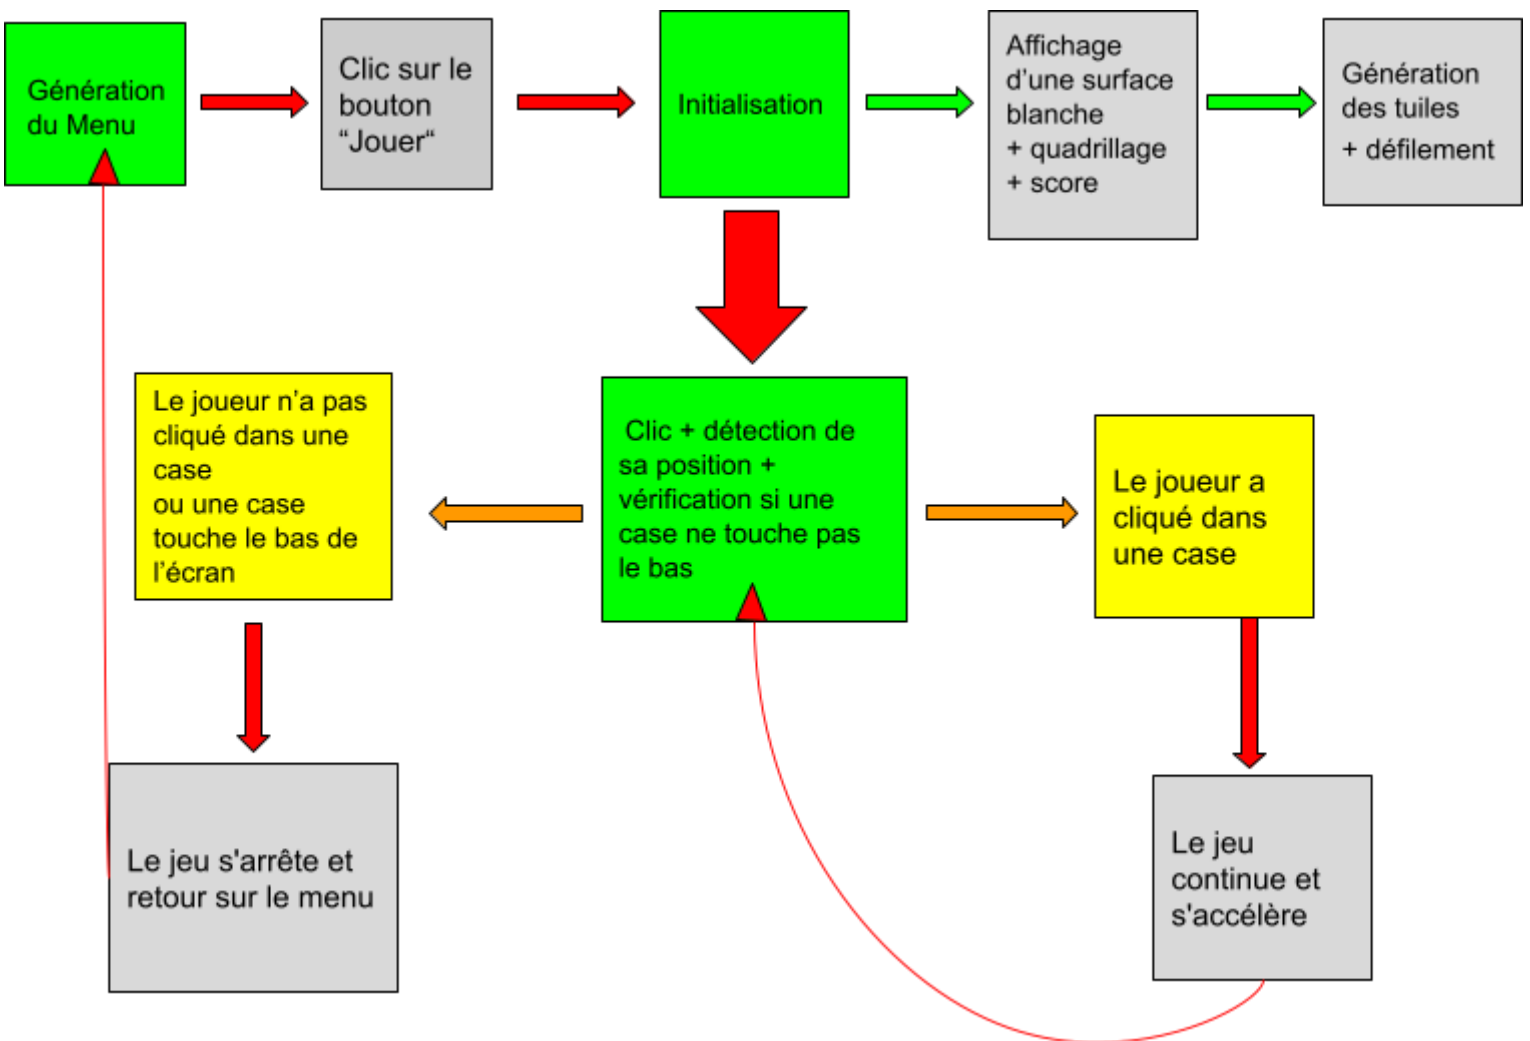 Génération
du Menu
Clic sur le
bouton
“Jouer“
Initialisation
Affichage
d’une surface
blanche
+ quadrillage
+ score
Génération
des tuiles
+ défilement
Le joueur n’a pas
cliqué dans une
case
ou une case
touche le bas de
l’écran
Clic + détection de
sa position +
vérification si une
case ne touche pas
le bas
Le joueur a
cliqué dans
une case
Le jeu s'arrête et
retour sur le menu
Le jeu
continue et
s'accélère